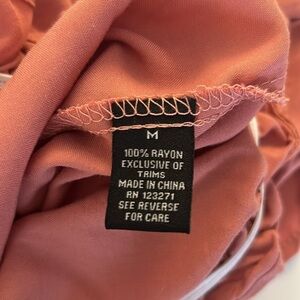 M
100% RAYON
EXCLUSIVE OF
TRIMS
MADE IN CHINA
RN 123271
SEE REVERSE
FOR CARE